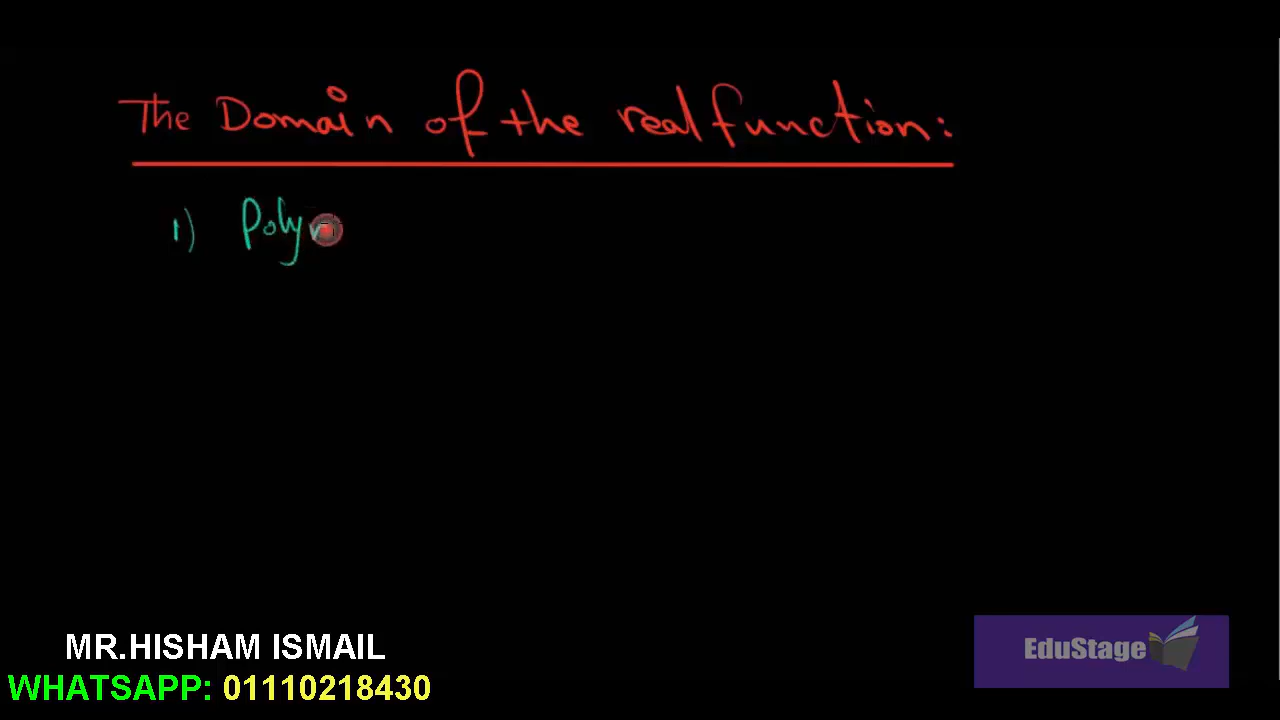 The Domain of the real function:
1) Poly
MR.HISHAM ISMAIL
WHATSAPP: 01110218430
EduStage